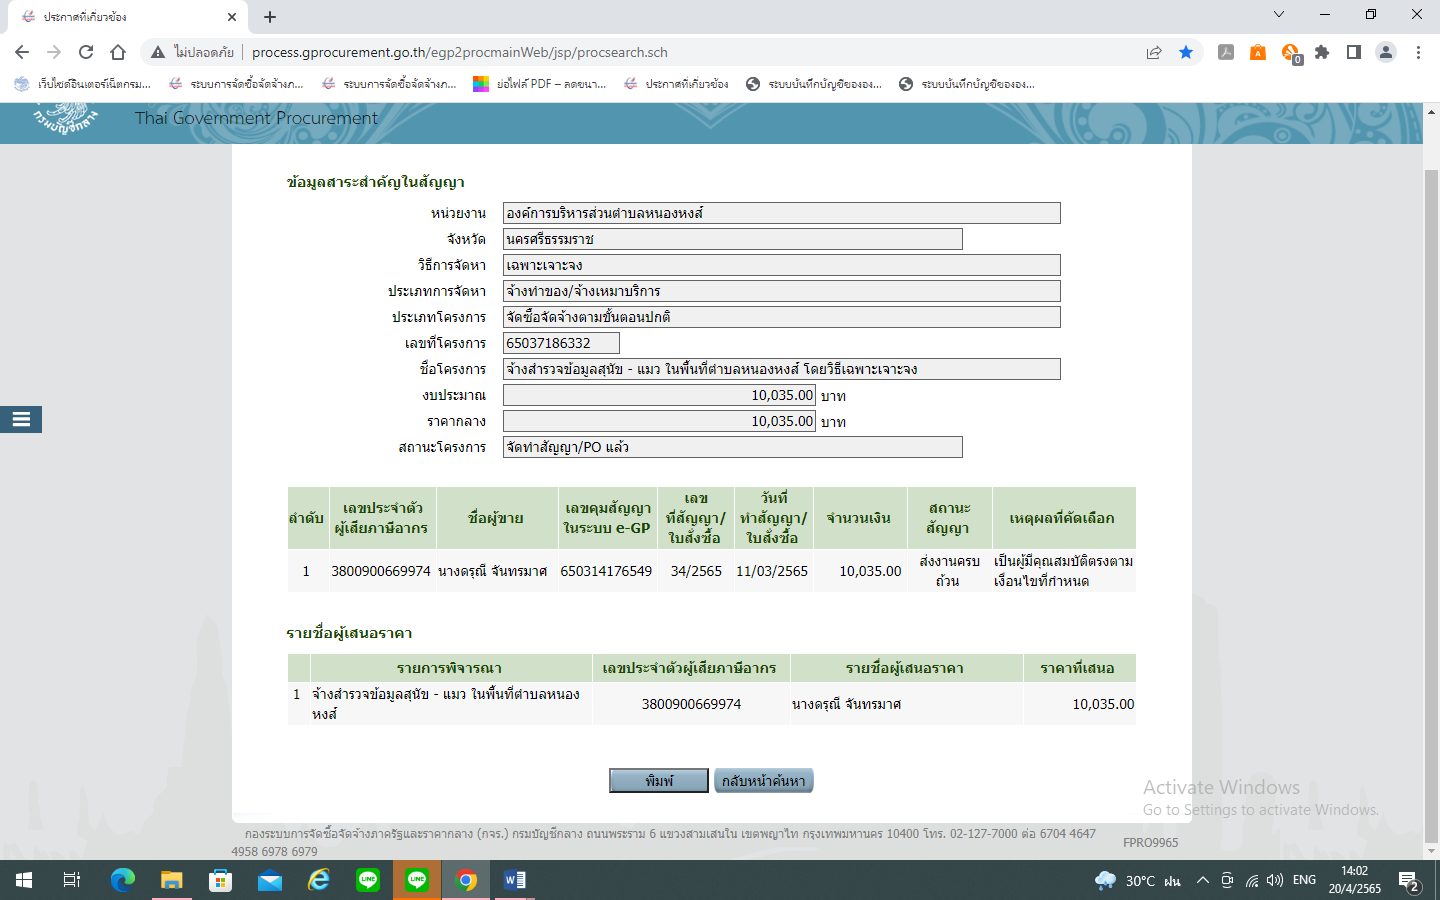 ประกาศที่เกี่ยวข้อง
ไม่ปลอดภัย process.gprocurement.go.th/egp2procmainWeb/jsp/procsearch.sch
เว็บไซต์อินเตอร์เน็ตกรม... ระบบการจัดซื้อจัดจ้างภ... ระบบการจัดซื้อจัดจ้างภ... ย่อไฟล์ PDF – ลดขนา... ประกาศที่เกี่ยวข้อง ระบบบันทึกบัญชีขององ... ระบบบันทึกบัญชีขององ...
กรมบัญชีกลาง
Thai Government Procurement
ข้อมูลสาระสำคัญในสัญญา
หน่วยงาน องค์การบริหารส่วนตำบลหนองหงส์
จังหวัด นครศรีธรรมราช
วิธีการจัดหา เฉพาะเจาะจง
ประเภทการจัดหา จ้างทำของ/จ้างเหมาบริการ
ประเภทโครงการ จัดซื้อจัดจ้างตามขั้นตอนปกติ
เลขที่โครงการ 65037186332
ชื่อโครงการ จ้างสำรวจข้อมูลสุนัข - แมว ในพื้นที่ตำบลหนองหงส์ โดยวิธีเฉพาะเจาะจง
งบประมาณ 10,035.00 บาท
ราคากลาง 10,035.00 บาท
สถานะโครงการ จัดทำสัญญา/PO แล้ว
ลำดับ เลขประจำตัวผู้เสียภาษีอากร ชื่อผู้ขาย เลขคุมสัญญาในระบบ e-GP เลขที่สัญญา/ใบสั่งซื้อ วันที่ทำสัญญา/ใบสั่งซื้อ จำนวนเงิน สถานะสัญญา เหตุผลที่คัดเลือก
1 3800900669974 นางดรุณี จันทรมาศ 650314176549 34/2565 11/03/2565 10,035.00 ส่งงานครบถ้วน เป็นผู้มีคุณสมบัติตรงตามเงื่อนไขที่กำหนด
รายชื่อผู้เสนอราคา
รายการพิจารณา เลขประจำตัวผู้เสียภาษีอากร รายชื่อผู้เสนอราคา ราคาที่เสนอ
1 จ้างสำรวจข้อมูลสุนัข - แมว ในพื้นที่ตำบลหนองหงส์ 3800900669974 นางดรุณี จันทรมาศ 10,035.00
พิมพ์ กลับหน้าค้นหา
Activate Windows
Go to Settings to activate Windows.
กองระบบการจัดซื้อจัดจ้างภาครัฐและราคากลาง (กจร.) กรมบัญชีกลาง ถนนพระราม 6 แขวงสามเสนใน เขตพญาไท กรุงเทพมหานคร 10400 โทร. 02-127-7000 ต่อ 6704 4647
4958 6978 6979
FPRO9965
30°C ฝน ENG 14:02
20/4/2565
2